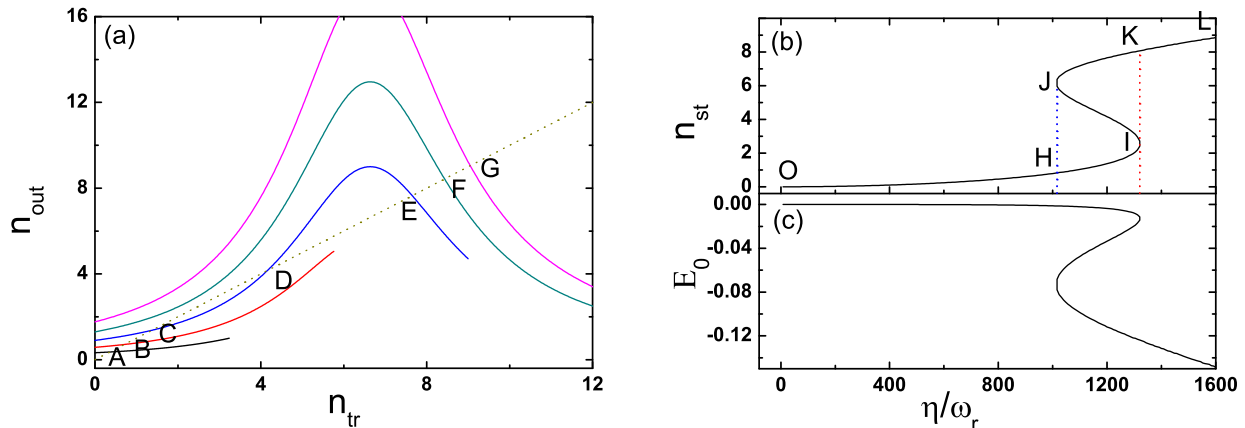 (a)
16
12
8
4
0
n_out
A
B
C
D
E
F
G
0
4
8
12
n_tr
(b)
8
6
4
2
0
n_st
O
H
I
J
K
L
(c)
0.00
-0.04
-0.08
-0.12
E_0
0
400
800
1200
1600
η/ω_r